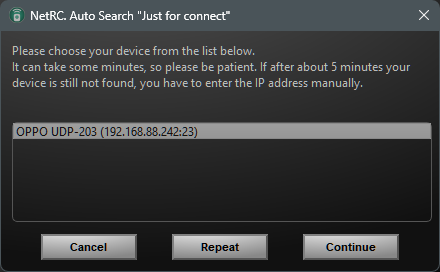 NetRC. Auto Search "Just for connect"
Please choose your device from the list below.
It can take some minutes, so please be patient. If after about 5 minutes your
device is still not found, you have to enter the IP address manually.
OPPO UDP-203 (192.168.88.242:23)
Cancel
Repeat
Continue